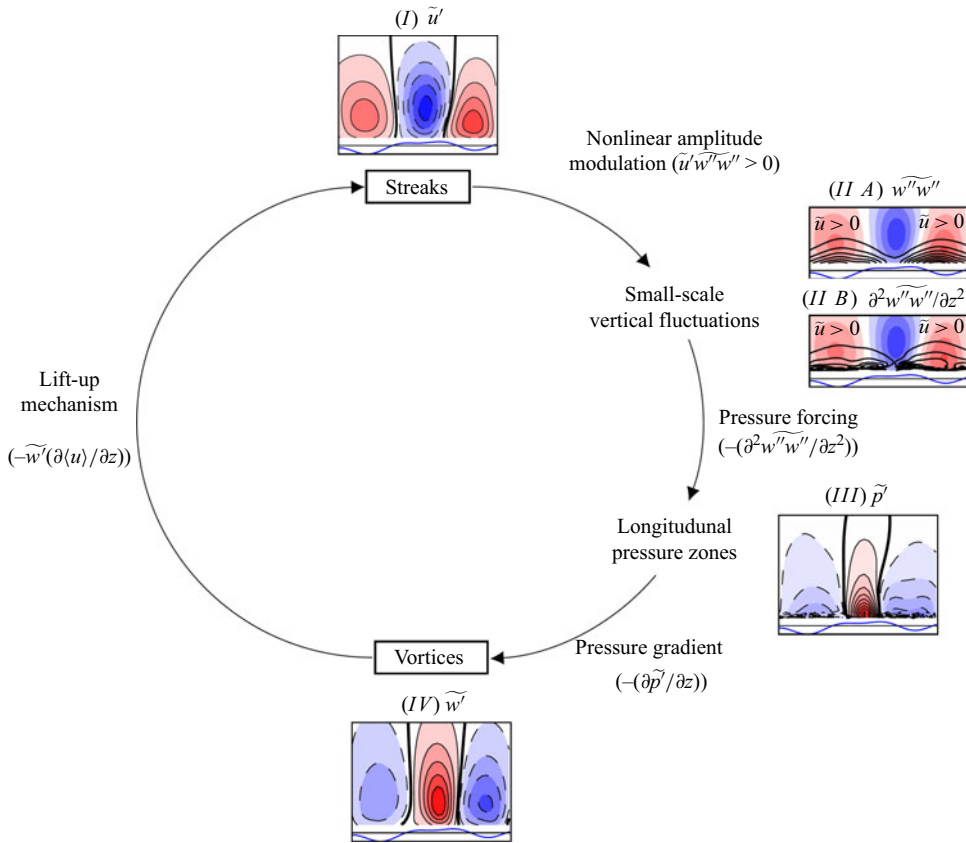 (I) ũ′
Streaks
Nonlinear amplitude
modulation (ũ′w͠″w″ > 0)
(II A) w͠″w″
ũ > 0 ũ > 0
(II B) ∂²w͠″w″/∂z²
ũ > 0 ũ > 0
Small-scale
vertical fluctuations
Pressure forcing
(–(∂²w͠″w″/∂z²))
(III) p̃′
Longitudunal
pressure zones
Pressure gradient
(–(∂p̃′/∂z))
Vortices
(IV) w̃′
Lift-up
mechanism
(–w̃′(∂⟨u⟩/∂z))